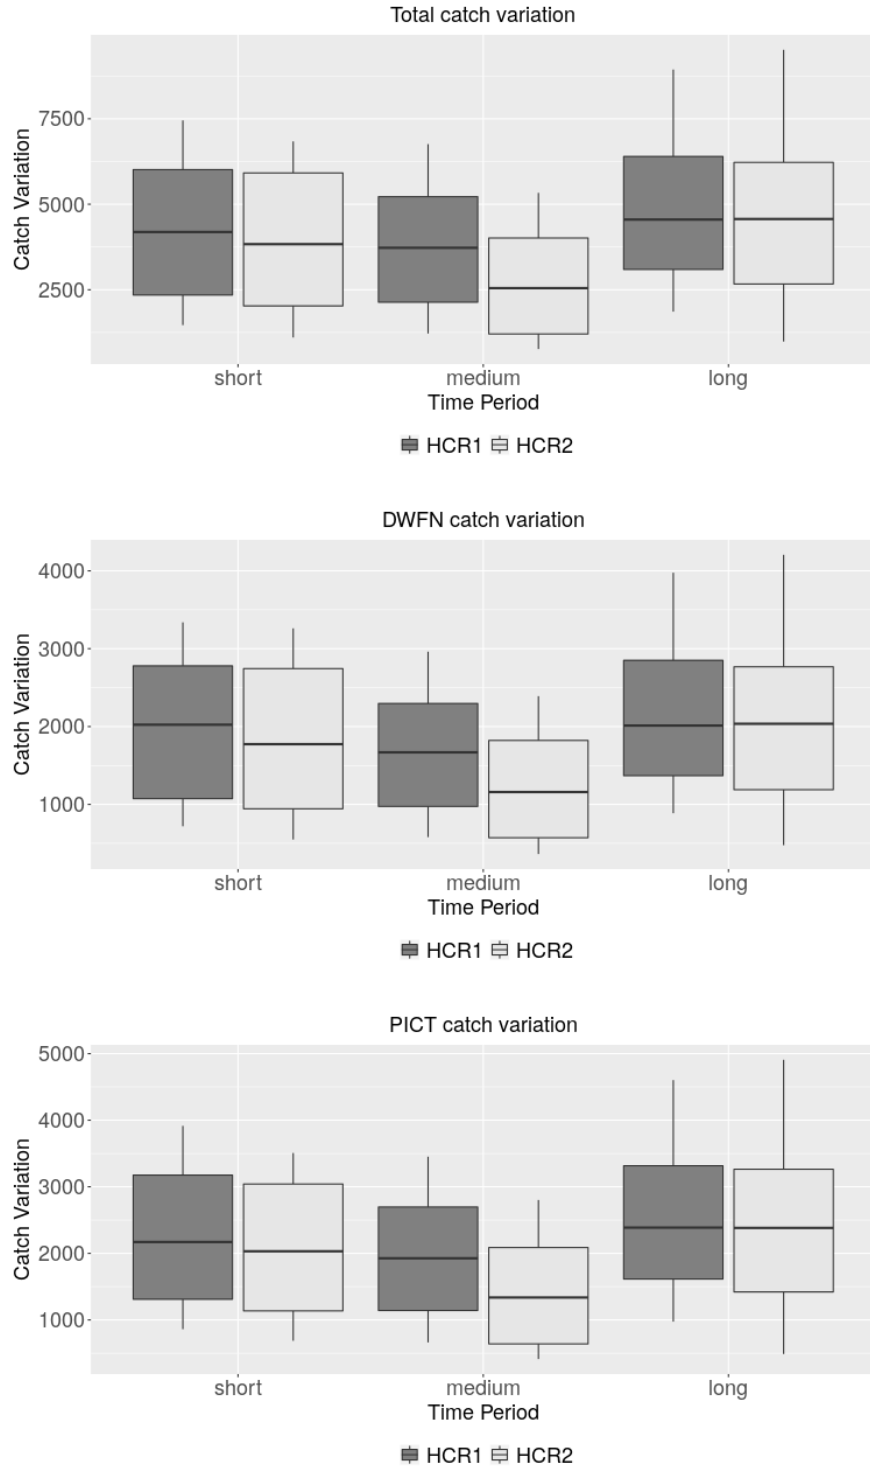 Total catch variation
Catch Variation
7500
5000
2500
short medium long
Time Period
HCR1 HCR2
DWFN catch variation
Catch Variation
4000
3000
2000
1000
short medium long
Time Period
HCR1 HCR2
PICT catch variation
Catch Variation
5000
4000
3000
2000
1000
short medium long
Time Period
HCR1 HCR2